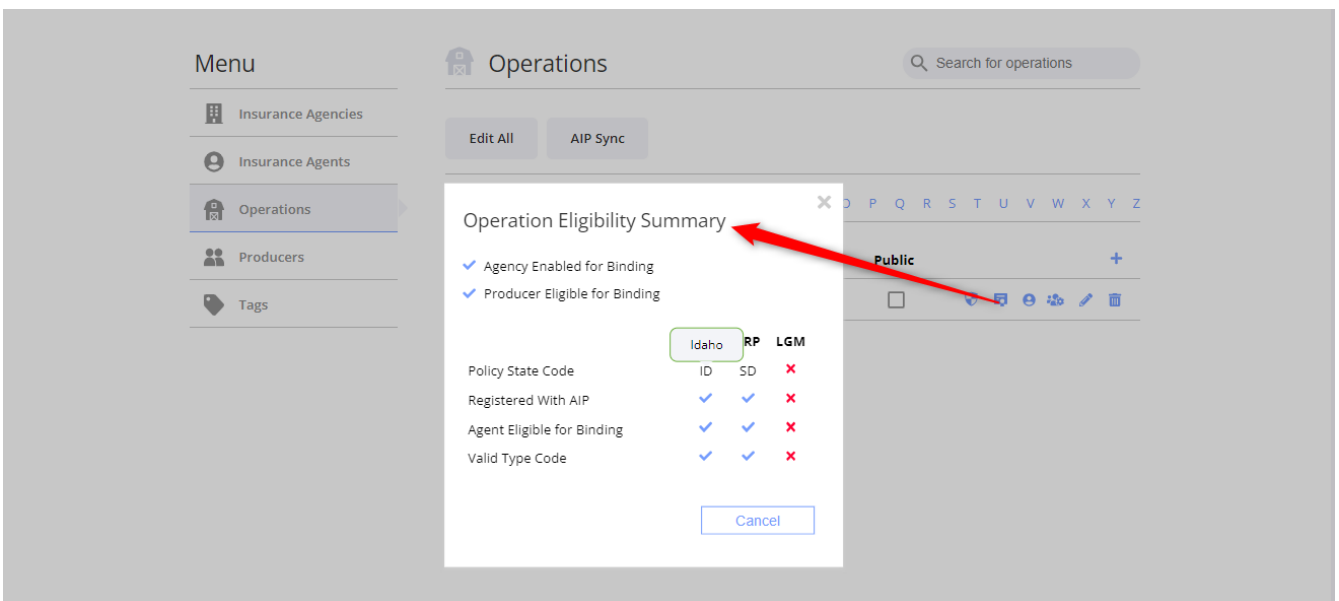 Menu
Operations
Search for operations
Insurance Agencies
Edit All
AIP Sync
Insurance Agents
Operations
P Q R S T U V W X Y Z
Operation Eligibility Summary
Producers
Public +
Agency Enabled for Binding
Producer Eligible for Binding
Tags
Idaho RP LGM
Policy State Code ID SD
Registered With AIP
Agent Eligible for Binding
Valid Type Code
Cancel